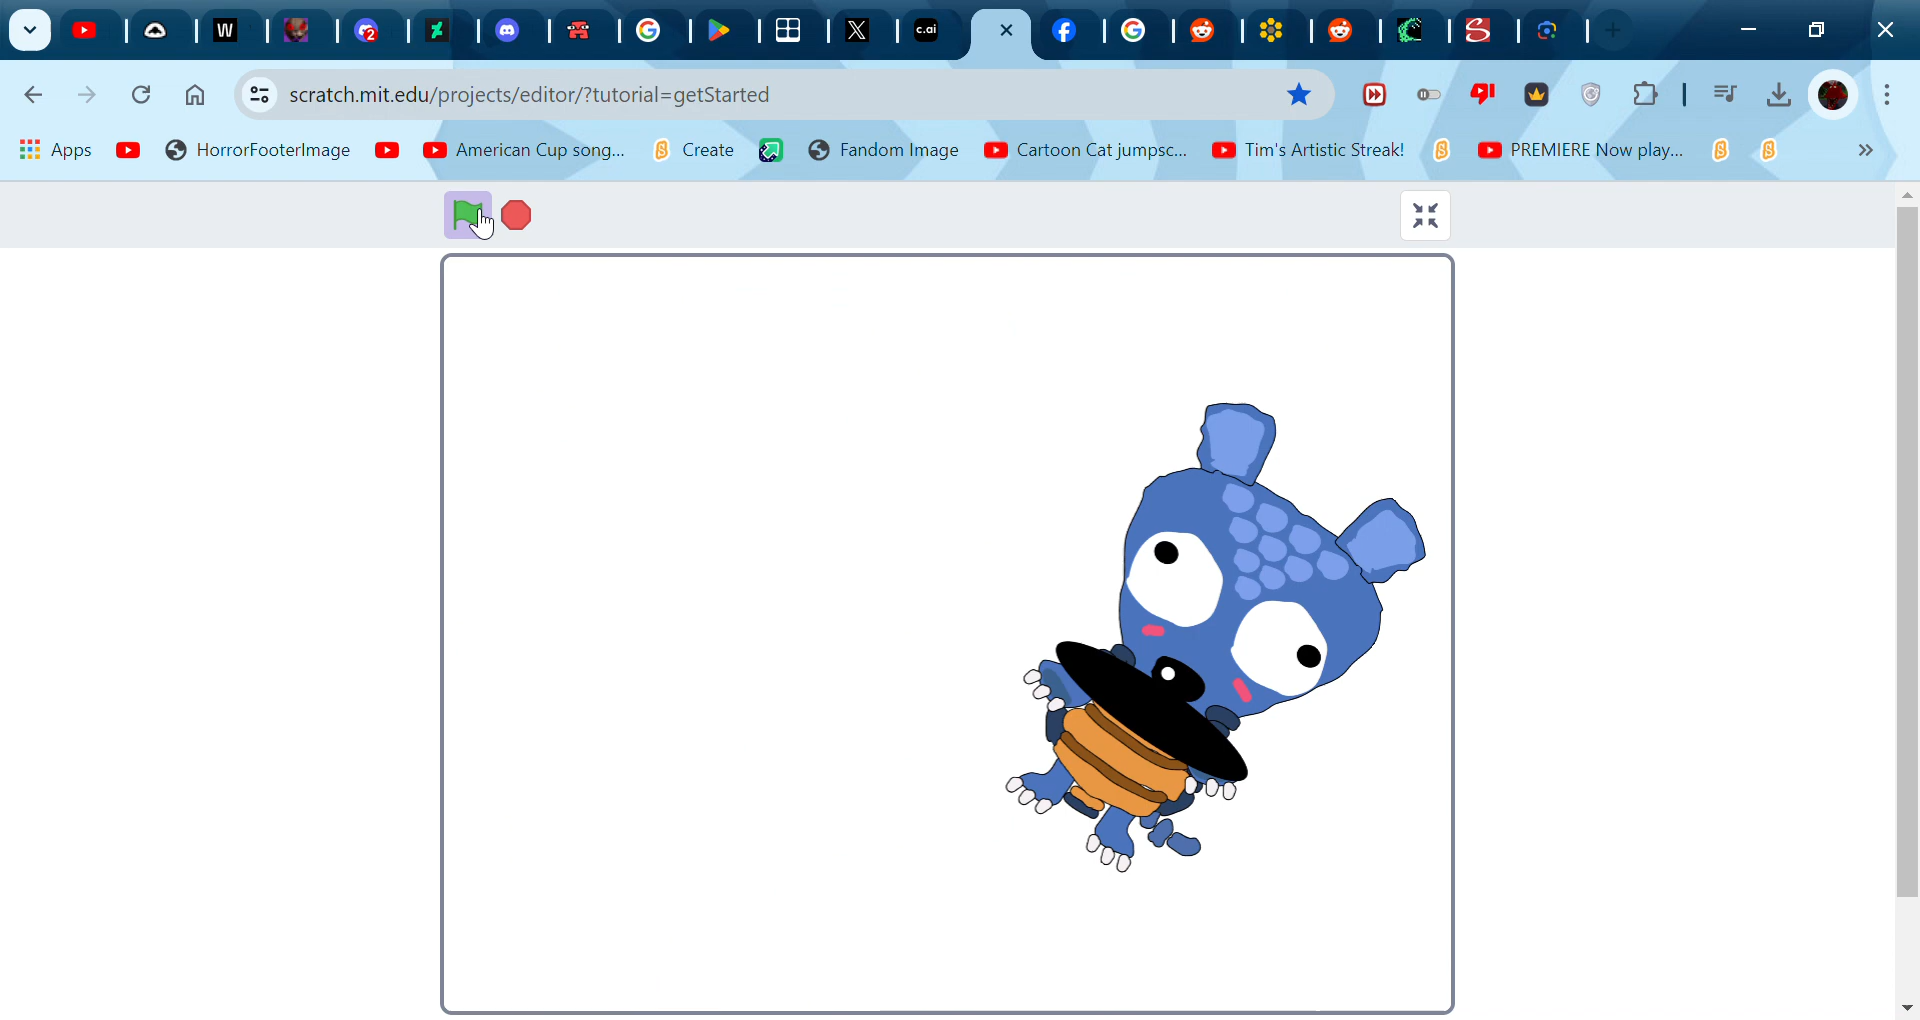 2
c.ai
scratch.mit.edu/projects/editor/?tutorial=getStarted
Apps HorrorFooterImage American Cup song... Create Fandom Image Cartoon Cat jumpsc... Tim's Artistic Streak! PREMIERE Now play...